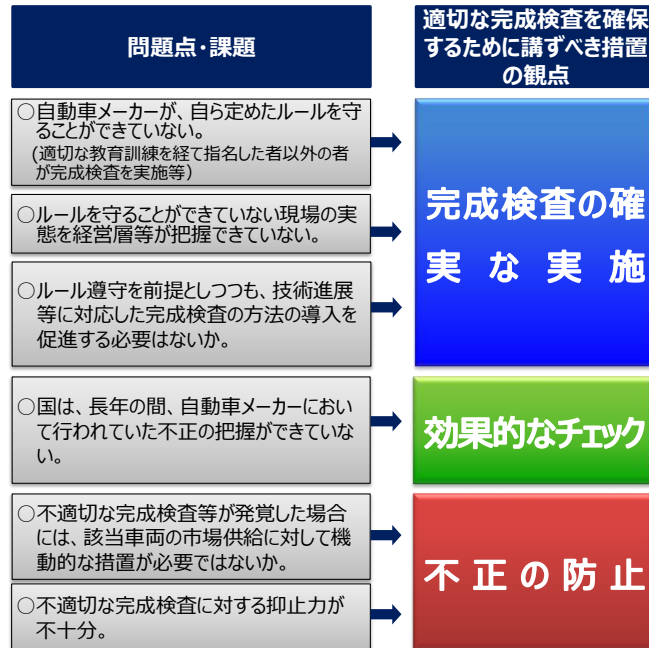 問題点・課題
適切な完成検査を確保
するために講ずべき措置
の観点
○自動車メーカーが、自ら定めたルールを守
ることができていない。
(適切な教育訓練を経て指名した者以外の者
が完成検査を実施等)
○ルールを守ることができていない現場の実
態を経営層等が把握できていない。
○ルール遵守を前提としつつも、技術進展
等に対応した完成検査の方法の導入を
促進する必要はないか。
完成検査の確
実な実施
○国は、長年の間、自動車メーカーにおい
て行われていた不正の把握ができていな
い。
効果的なチェック
○不適切な完成検査等が発覚した場合
には、該当車両の市場供給に対して機
動的な措置が必要ではないか。
○不適切な完成検査に対する抑止力が
不十分。
不正の防止